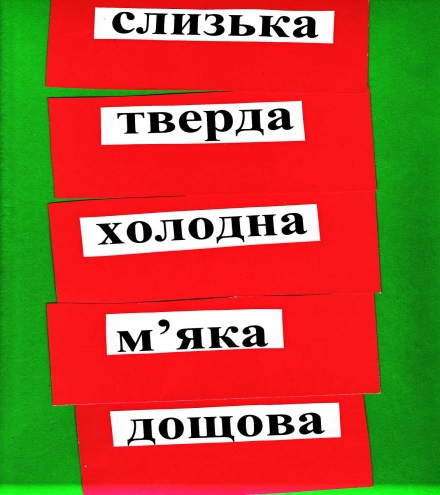 слизька
тверда
холодна
м’яка
дощова